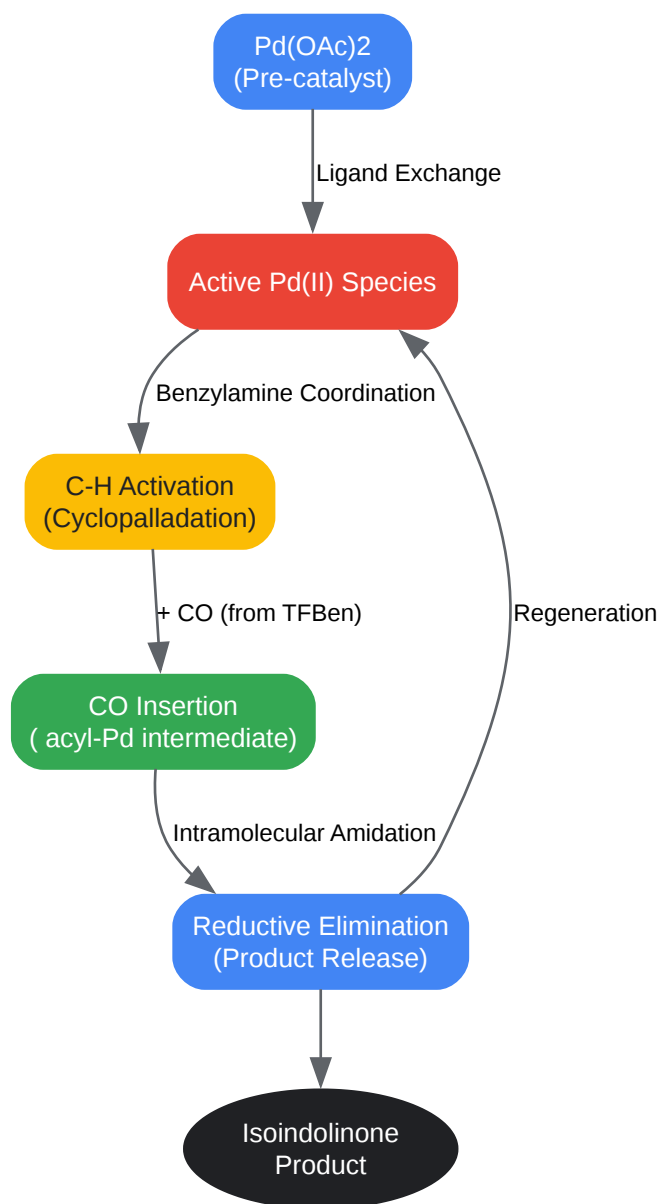 Pd(OAc)2
(Pre-catalyst)
Ligand Exchange
Active Pd(II) Species
Benzylamine Coordination
C-H Activation
(Cyclopalladation)
+ CO (from TFBen)
Regeneration
CO Insertion
( acyl-Pd intermediate)
Intramolecular Amidation
Reductive Elimination
(Product Release)
Isoindolinone
Product